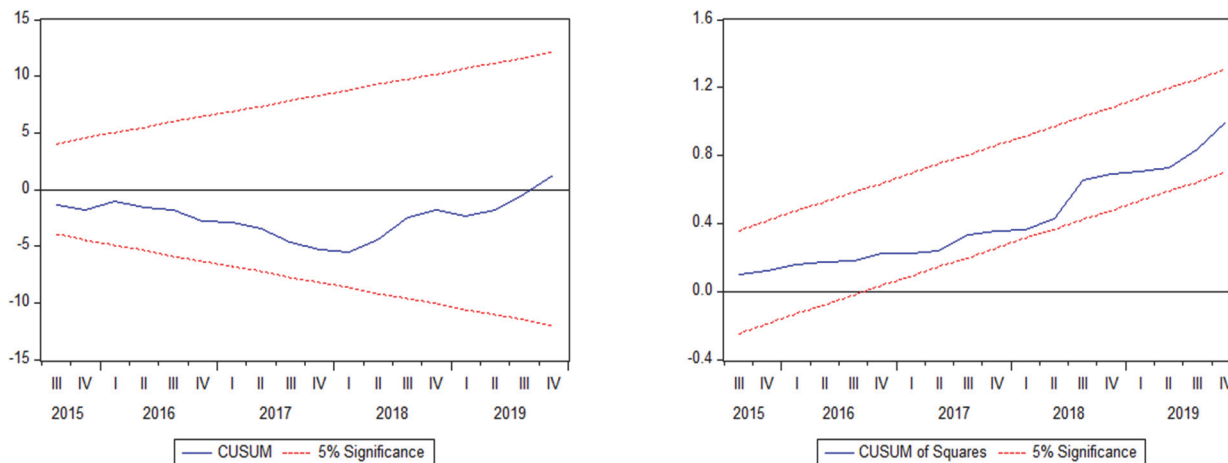 15
10
5
0
-5
-10
-15
III IV I II III IV I II III IV I II III IV I II III IV
2015 2016 2017 2018 2019
CUSUM 5% Significance
1.6
1.2
0.8
0.4
0.0
-0.4
III IV I II III IV I II III IV I II III IV I II III IV
2015 2016 2017 2018 2019
CUSUM of Squares 5% Significance